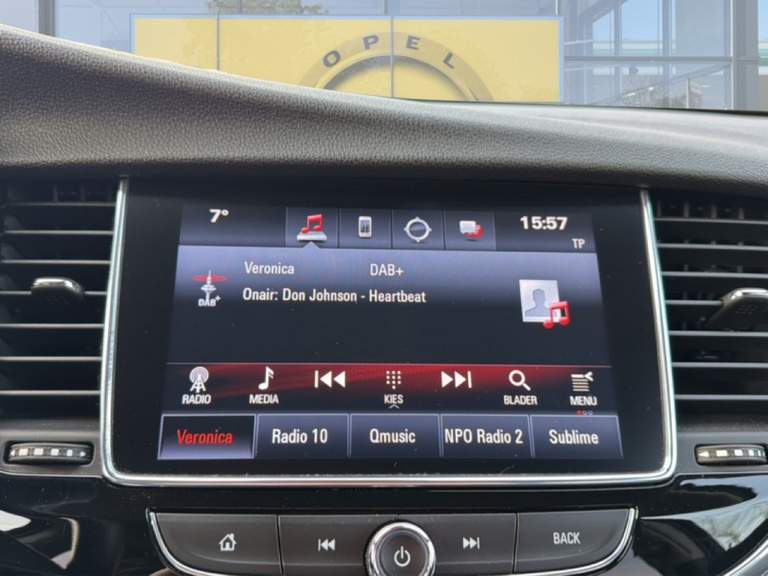 OPEL
7° 15:57
TP
Veronica DAB+
DAB+
Onair: Don Johnson - Heartbeat
RADIO MEDIA KIES BLADER MENU
Veronica Radio 10 Qmusic NPO Radio 2 Sublime
BACK